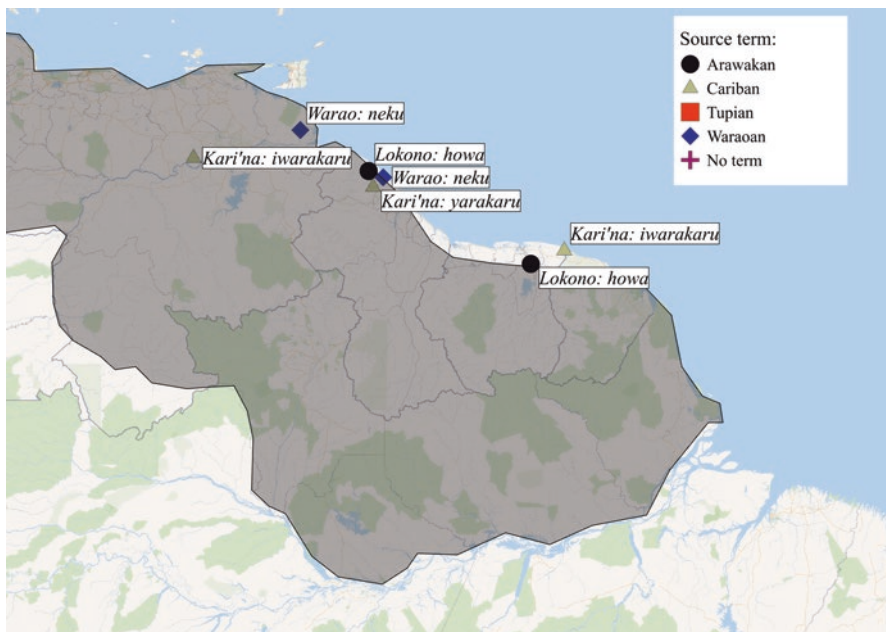 Source term:
Arawakan
Cariban
Tupian
Waraoan
No term
Warao: neku
Lokono: howa
Kari'na: iwarakaru
Warao: neku
Kari'na: yarakaru
Kari'na: iwarakaru
Lokono: howa